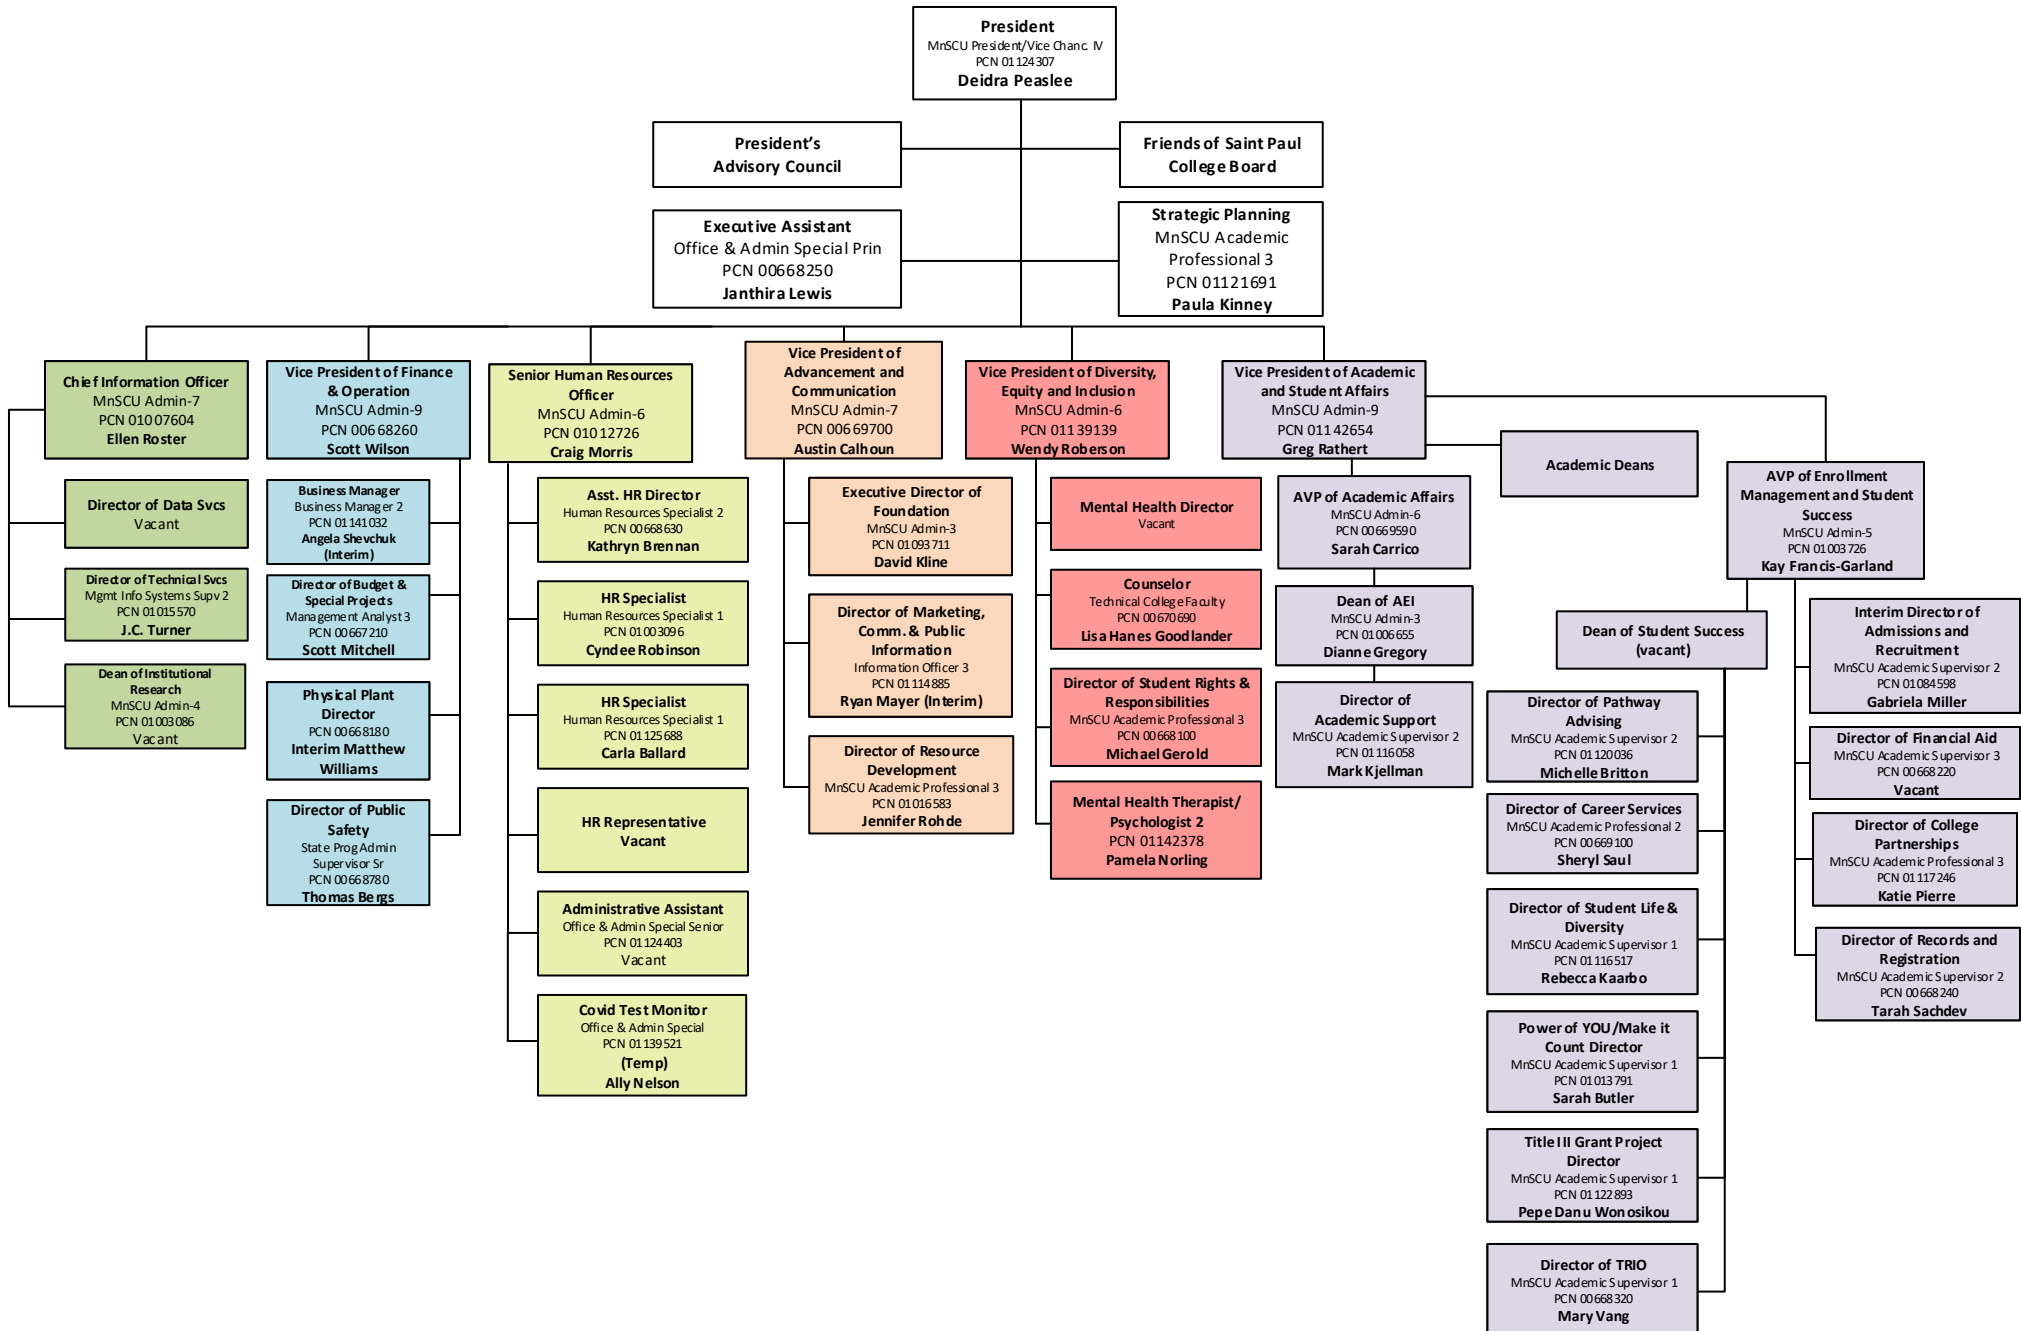 President
MnSCU President/Vice Chanc. IV
PCN 01124307
Deidra Peaslee
President's
Advisory Council
Friends of Saint Paul
College Board
Executive Assistant
Office & Admin Special Prin
PCN 00668250
Janthira Lewis
Strategic Planning
MnSCU Academic
Professional 3
PCN 01121691
Paula Kinney
Chief Information Officer
MnSCU Admin-7
PCN 01007604
Ellen Roster
Director of Data Svcs
Vacant
Director of Technical Svcs
Mgmt Info Systems Supv 2
PCN 01015570
J.C. Turner
Dean of Institutional
Research
MnSCU Admin-4
PCN 01003086
Vacant
Vice President of Finance
& Operation
MnSCU Admin-9
PCN 00668260
Scott Wilson
Business Manager
Business Manager 2
PCN 01141032
Angela Shevchuk
(Interim)
Director of Budget &
Special Projects
Management Analyst 3
PCN 00667210
Scott Mitchell
Physical Plant
Director
PCN 00668180
Interim Matthew
Williams
Director of Public
Safety
State Prog Admin
Supervisor Sr
PCN 00668780
Thomas Bergs
Senior Human Resources
Officer
MnSCU Admin-6
PCN 01012726
Craig Morris
Asst. HR Director
Human Resources Specialist 2
PCN 00668630
Kathryn Brennan
HR Specialist
Human Resources Specialist 1
PCN 01003096
Cyndee Robinson
HR Specialist
Human Resources Specialist 1
PCN 01125688
Carla Ballard
HR Representative
Vacant
Administrative Assistant
Office & Admin Special Senior
PCN 01124403
Vacant
Covid Test Monitor
Office & Admin Special
PCN 01139521
(Temp)
Ally Nelson
Vice President of
Advancement and
Communication
MnSCU Admin-7
PCN 00669700
Austin Calhoun
Executive Director of
Foundation
MnSCU Admin-3
PCN 01093711
David Kline
Director of Marketing,
Comm. & Public
Information
Information Officer 3
PCN 01114885
Ryan Mayer (Interim)
Director of Resource
Development
MnSCU Academic Professional 3
PCN 01016583
Jennifer Rohde
Vice President of Diversity,
Equity and Inclusion
MnSCU Admin-6
PCN 01139139
Wendy Roberson
Mental Health Director
Vacant
Counselor
Technical College Faculty
PCN 00670690
Lisa Hanes Goodlander
Director of Student Rights &
Responsibilities
MnSCU Academic Professional 3
PCN 00668100
Michael Gerold
Mental Health Therapist/
Psychologist 2
PCN 01142378
Pamela Norling
Vice President of Academic
and Student Affairs
MnSCU Admin-9
PCN 01142654
Greg Rathert
Academic Deans
AVP of Academic Affairs
MnSCU Admin-6
PCN 00669590
Sarah Carrico
Dean of AEI
MnSCU Admin-3
PCN 01006655
Dianne Gregory
Director of
Academic Support
MnSCU Academic Supervisor 2
PCN 01116058
Mark Kjellman
AVP of Enrollment
Management and Student
Success
MnSCU Admin-5
PCN 01003726
Kay Francis-Garland
Dean of Student Success
(vacant)
Director of Pathway
Advising
MnSCU Academic Supervisor 2
PCN 01120036
Michelle Britton
Director of Career Services
MnSCU Academic Professional 2
PCN 00669100
Sheryl Saul
Director of Student Life &
Diversity
MnSCU Academic Supervisor 1
PCN 01116517
Rebecca Kaarbo
Power of YOU/Make it
Count Director
MnSCU Academic Supervisor 1
PCN 01013791
Sarah Butler
Title III Grant Project
Director
MnSCU Academic Supervisor 1
PCN 01122893
Pepe Danu Wonosikou
Director of TRIO
MnSCU Academic Supervisor 1
PCN 00668320
Mary Vang
Interim Director of
Admissions and
Recruitment
MnSCU Academic Supervisor 2
PCN 01084598
Gabriela Miller
Director of Financial Aid
MnSCU Academic Supervisor 3
PCN 00668220
Vacant
Director of College
Partnerships
MnSCU Academic Professional 3
PCN 01117246
Katie Pierre
Director of Records and
Registration
MnSCU Academic Supervisor 2
PCN 00668240
Tarah Sachdev